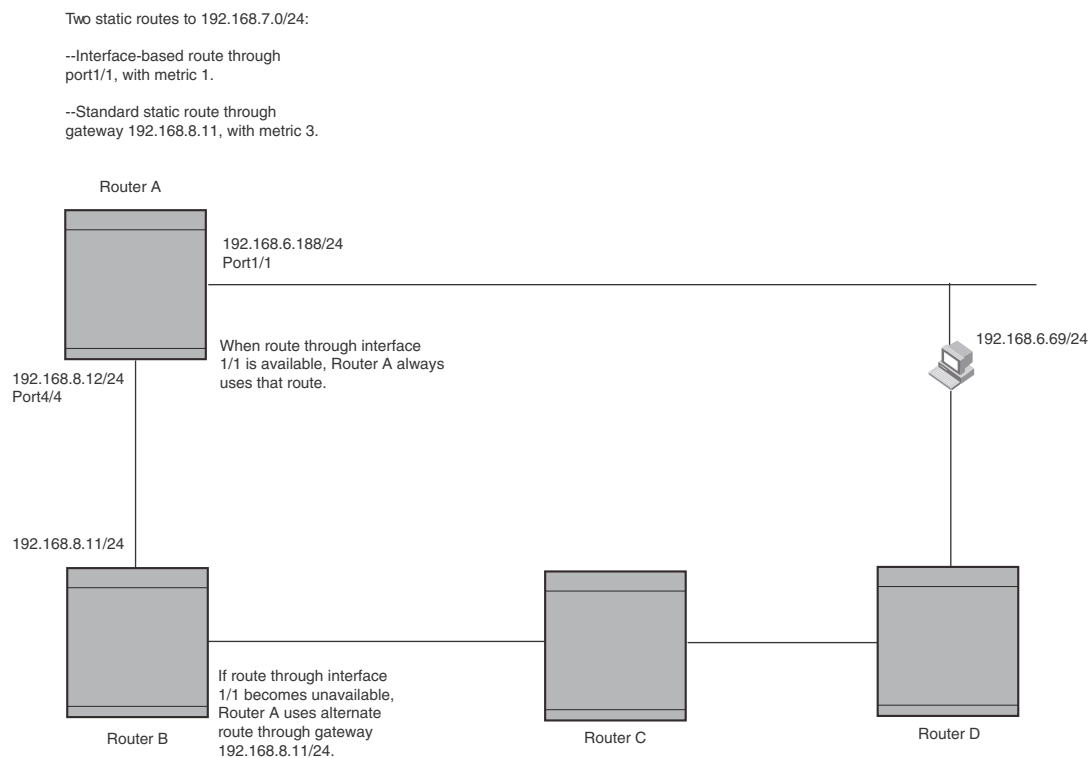 Two static routes to 192.168.7.0/24:
--Interface-based route through
port1/1, with metric 1.
--Standard static route through
gateway 192.168.8.11, with metric 3.
Router A
192.168.6.188/24
Port1/1
When route through interface
1/1 is available, Router A always
uses that route.
192.168.6.69/24
192.168.8.12/24
Port4/4
192.168.8.11/24
If route through interface
1/1 becomes unavailable,
Router A uses alternate
route through gateway
192.168.8.11/24.
Router B
Router C
Router D